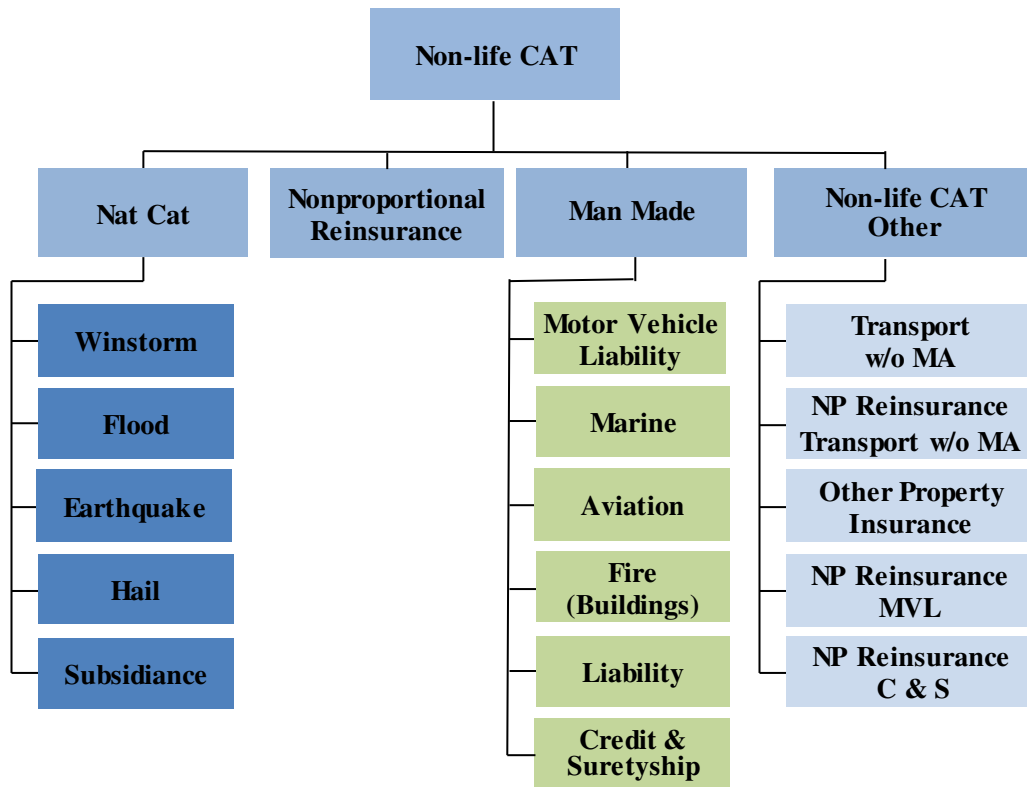 Non-life CAT
Nat Cat
Nonproportional
Reinsurance
Man Made
Non-life CAT
Other
Winstorm
Flood
Earthquake
Hail
Subsidiance
Motor Vehicle
Liability
Marine
Aviation
Fire
(Buildings)
Liability
Credit &
Suretyship
Transport
w/o MA
NP Reinsurance
Transport w/o MA
Other Property
Insurance
NP Reinsurance
MVL
NP Reinsurance
C & S